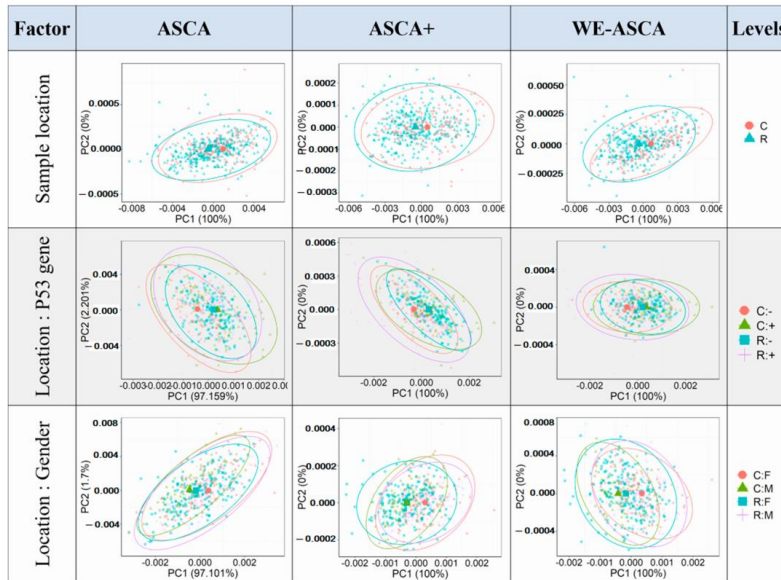 Factor ASCA ASCA+ WE-ASCA Levels
Sample location
PC2 (0%)
0.0005
0.0000
−0.0005
-0.008 -0.004 0.000 0.004
PC1 (100%)
RC2 (0%)
0.0002
0.0001
0.000
-0.0001
-0.0002
−0.0003
-0.006 -0.003 0.000 0.003 0.006
PC1 (100%)
PC2 (0%)
0.00050
0.00025
0.0000
−0.00025
-0.006 -0.003 0.000 0.003 0.006
PC1 (100%)
C
R
Location : P53 gene
PC2 (2.201%)
0.004
0.000
−0.004
PC1 (97.159%)
PC2 (0%)
0.0006
0.0003
0.000
−0.0003
-0.002 0.000 0.002
PC1 (100%)
PC2 (0%)
0.0004
0.000
−0.0004
-0.002 0.000 0.002
PC1 (100%)
C:-
C:+
R:-
R:+
Location : Gender
PC2 (1.7%)
0.008
0.004
0.000
−0.004
-0.002 0.000 0.002
PC1 (97.101%)
PC2 (0%)
0.0004
0.0002
0.000
−0.0002
-0.002 0.000 0.002
PC1 (100%)
PC2 (0%)
0.0008
0.0004
0.000
−0.0004
-0.002 -0.001 0.000 0.001 0.002
PC1 (100%)
C:F
C:M
R:F
R:M